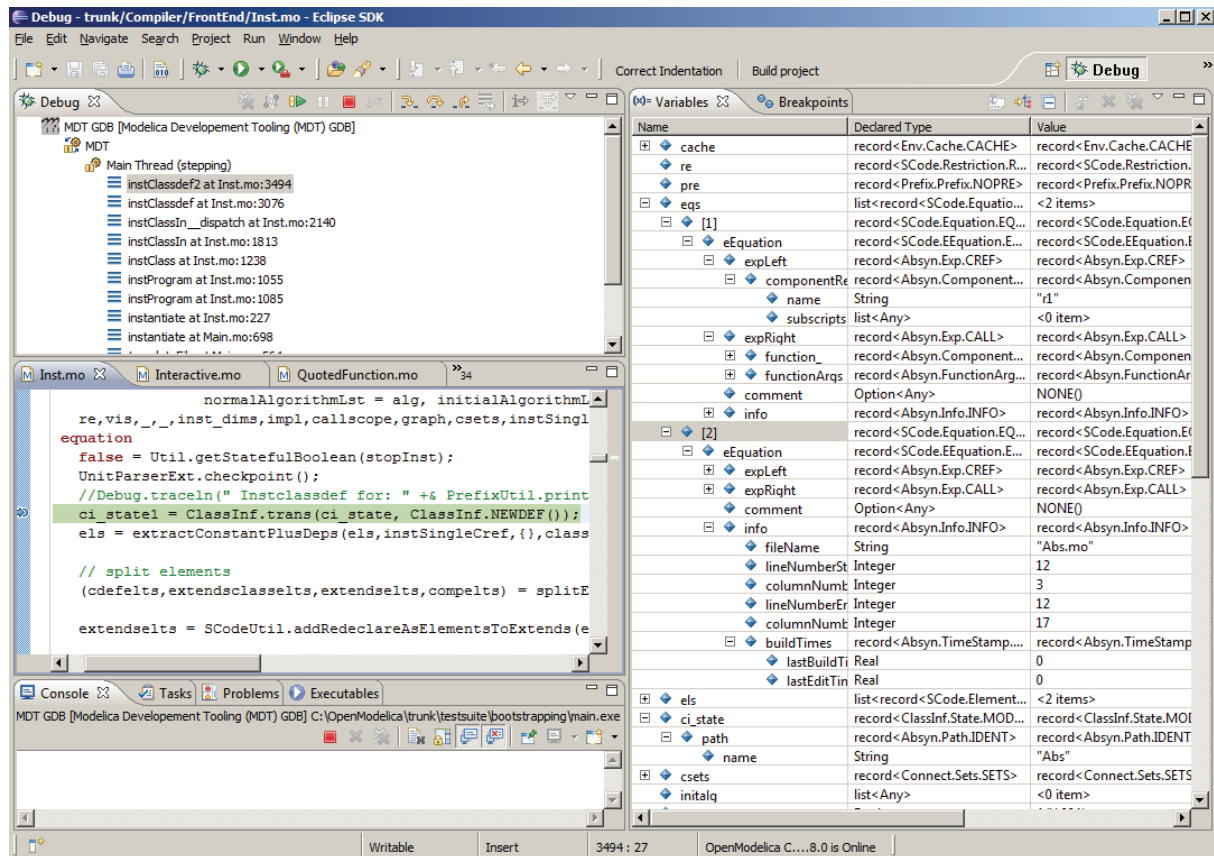 Debug - trunk/Compiler/FrontEnd/Inst.mo - Eclipse SDK
File Edit Navigate Search Project Run Window Help
Correct Indentation Build project Debug »
Debug
MDT GDB [Modelica Developement Tooling (MDT) GDB]
MDT
Main Thread (stepping)
instClassdef2 at Inst.mo:3494
instClassdef at Inst.mo:3076
instClassIn__dispatch at Inst.mo:2140
instClassIn at Inst.mo:1813
instClass at Inst.mo:1238
instProgram at Inst.mo:1055
instProgram at Inst.mo:1085
instantiate at Inst.mo:227
instantiate at Main.mo:698
Inst.mo Interactive.mo QuotedFunction.mo »34
normalAlgorithmLst = alg, initialAlgorithmL
re,vis,_,_,inst_dims,impl,callscope,graph,csets,instSingl
equation
false = Util.getStatefulBoolean(stopInst);
UnitParserExt.checkpoint();
//Debug.traceln(" Instclassdef for: " +& PrefixUtil.print
ci_state1 = ClassInf.trans(ci_state, ClassInf.NEWDEF());
els = extractConstantPlusDeps(els,instSingleCref,{},class
// split elements
(cdefelts,extendsclasselts,extendselts,compelts) = splitE
extendselts = SCodeUtil.addRedeclareAsElementsToExtends(e
Console Tasks Problems Executables
MDT GDB [Modelica Developement Tooling (MDT) GDB] C:\OpenModelica\trunk\testsuite\bootstrapping\main.exe
(x)= Variables Breakpoints
Name Declared Type Value
cache record<Env.Cache.CACHE> record<Env.Cache.CACHE
re record<SCode.Restriction.R... record<SCode.Restriction.
pre record<Prefix.Prefix.NOPRE> record<Prefix.Prefix.NOPR
eqs list<record<SCode.Equatio... <2 items>
[1] record<SCode.Equation.EQ... record<SCode.Equation.EQ
eEquation record<SCode.EEquation.E... record<SCode.EEquation.E
expLeft record<Absyn.Exp.CREF> record<Absyn.Exp.CREF>
componentRe record<Absyn.Component... record<Absyn.Componen
name String "r1"
subscripts list<Any> <0 item>
expRight record<Absyn.Exp.CALL> record<Absyn.Exp.CALL>
function_ record<Absyn.Component... record<Absyn.Componen
functionArgs record<Absyn.FunctionArg... record<Absyn.FunctionAr
comment Option<Any> NONE()
info record<Absyn.Info.INFO> record<Absyn.Info.INFO>
[2] record<SCode.Equation.EQ... record<SCode.Equation.EQ
eEquation record<SCode.EEquation.E... record<SCode.EEquation.E
expLeft record<Absyn.Exp.CREF> record<Absyn.Exp.CREF>
expRight record<Absyn.Exp.CALL> record<Absyn.Exp.CALL>
comment Option<Any> NONE()
info record<Absyn.Info.INFO> record<Absyn.Info.INFO>
fileName String "Abs.mo"
lineNumberSt Integer 12
columnNumb Integer 3
lineNumberEr Integer 12
columnNumb Integer 17
buildTimes record<Absyn.TimeStamp.... record<Absyn.TimeStamp
lastBuildTi Real 0
lastEditTin Real 0
els list<record<SCode.Element... <2 items>
ci_state record<ClassInf.State.MOD... record<ClassInf.State.MOD
path record<Absyn.Path.IDENT> record<Absyn.Path.IDENT
name String "Abs"
csets record<Connect.Sets.SETS> record<Connect.Sets.SETS
initalg list<Any> <0 item>
Writable Insert 3494 : 27 OpenModelica C....8.0 is Online